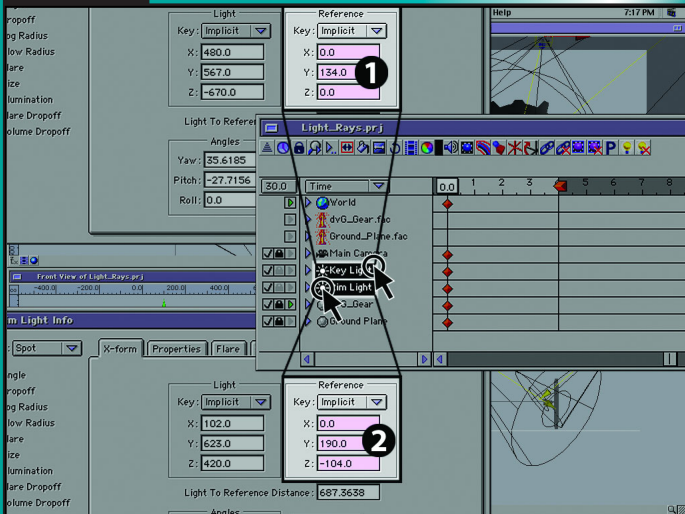 Help
7:17 PM
Light
Reference
Key: Implicit
Key: Implicit
X: 480.0
X: 0.0
Y: 567.0
Y: 134.0
1
Z: -670.0
Z: 0.0
ropoff
og Radius
low Radius
lare
ize
lumination
lare Dropoff
olume Dropoff
Light To Refere
Angles
Yaw: 35.6185
Pitch: -27.7156
Roll: 0.0
Light_Rays.prj
P
30.0
Time
0.0 1 2 3 4 5 6 7 8
World
dvG_Gear.fac
Ground_Plane.fac
Main Camera
Key Lig
im Light
G_Gear
Ground Plane
Front View of Light_Rays.prj
-400.0 -200.0 0.0 200.0 400.0
m Light Info
: Spot
X-form
Properties
Flare
ngle
ropoff
og Radius
low Radius
lare
ize
lumination
lare Dropoff
olume Dropoff
Light
Reference
Key: Implicit
Key: Implicit
X: 102.0
X: 0.0
Y: 623.0
Y: 190.0
2
Z: 420.0
Z: -104.0
Light To Reference Distance: 687.3638
Angles